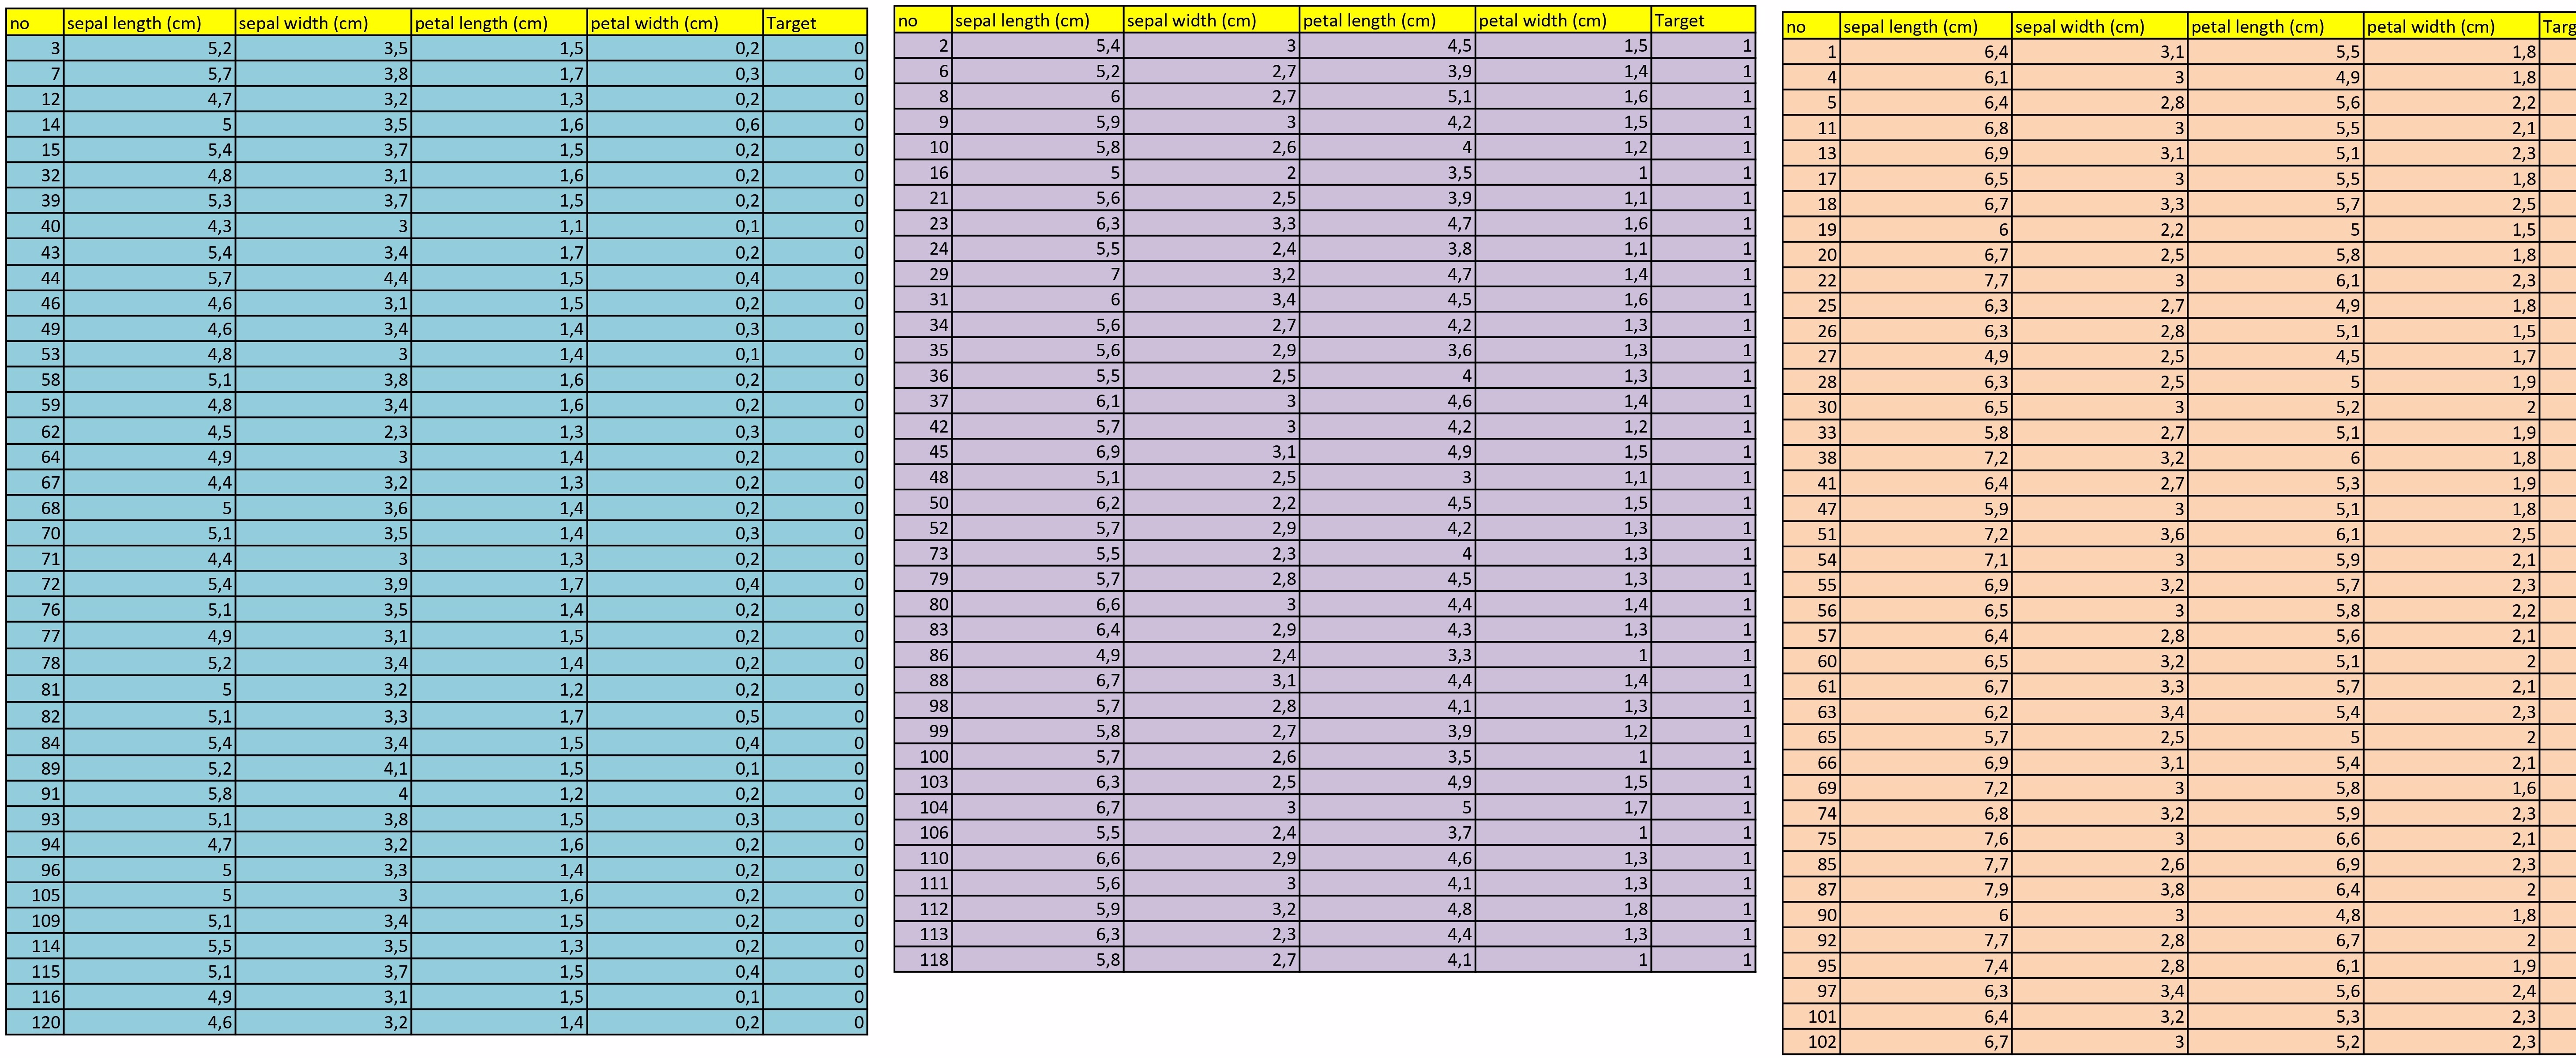 no sepal length (cm) sepal width (cm) petal length (cm) petal width (cm) Target
3 5,2 3,5 1,5 0,2 0
7 5,7 3,8 1,7 0,3 0
12 4,7 3,2 1,3 0,2 0
14 5 3,5 1,6 0,6 0
15 5,4 3,7 1,5 0,2 0
32 4,8 3,1 1,6 0,2 0
39 5,3 3,7 1,5 0,2 0
40 4,3 3 1,1 0,1 0
43 5,4 3,4 1,7 0,2 0
44 5,7 4,4 1,5 0,4 0
46 4,6 3,1 1,5 0,2 0
49 4,6 3,4 1,4 0,3 0
53 4,8 3 1,4 0,1 0
58 5,1 3,8 1,6 0,2 0
59 4,8 3,4 1,6 0,2 0
62 4,5 2,3 1,3 0,3 0
64 4,9 3 1,4 0,2 0
67 4,4 3,2 1,3 0,2 0
68 5 3,6 1,4 0,2 0
70 5,1 3,5 1,4 0,3 0
71 4,4 3 1,3 0,2 0
72 5,4 3,9 1,7 0,4 0
76 5,1 3,5 1,4 0,2 0
77 4,9 3,1 1,5 0,2 0
78 5,2 3,4 1,4 0,2 0
81 5 3,2 1,2 0,2 0
82 5,1 3,3 1,7 0,5 0
84 5,4 3,4 1,5 0,4 0
89 5,2 4,1 1,5 0,1 0
91 5,8 4 1,2 0,2 0
93 5,1 3,8 1,5 0,3 0
94 4,7 3,2 1,6 0,2 0
96 5 3,3 1,4 0,2 0
105 5 3 1,6 0,2 0
109 5,1 3,4 1,5 0,2 0
114 5,5 3,5 1,3 0,2 0
115 5,1 3,7 1,5 0,4 0
116 4,9 3,1 1,5 0,1 0
120 4,6 3,2 1,4 0,2 0
no sepal length (cm) sepal width (cm) petal length (cm) petal width (cm) Target
2 5,4 3 4,5 1,5 1
6 5,2 2,7 3,9 1,4 1
8 6 2,7 5,1 1,6 1
9 5,9 3 4,2 1,5 1
10 5,8 2,6 4 1,2 1
16 5 2 3,5 1 1
21 5,6 2,5 3,9 1,1 1
23 6,3 3,3 4,7 1,6 1
24 5,5 2,4 3,8 1,1 1
29 7 3,2 4,7 1,4 1
31 6 3,4 4,5 1,6 1
34 5,6 2,7 4,2 1,3 1
35 5,6 2,9 3,6 1,3 1
36 5,5 2,5 4 1,3 1
37 6,1 3 4,6 1,4 1
42 5,7 3 4,2 1,2 1
45 6,9 3,1 4,9 1,5 1
48 5,1 2,5 3 1,1 1
50 6,2 2,2 4,5 1,5 1
52 5,7 2,9 4,2 1,3 1
73 5,5 2,3 4 1,3 1
79 5,7 2,8 4,5 1,3 1
80 6,6 3 4,4 1,4 1
83 6,4 2,9 4,3 1,3 1
86 4,9 2,4 3,3 1 1
88 6,7 3,1 4,4 1,4 1
98 5,7 2,8 4,1 1,3 1
99 5,8 2,7 3,9 1,2 1
100 5,7 2,6 3,5 1 1
103 6,3 2,5 4,9 1,5 1
104 6,7 3 5 1,7 1
106 5,5 2,4 3,7 1 1
110 6,6 2,9 4,6 1,3 1
111 5,6 3 4,1 1,3 1
112 5,9 3,2 4,8 1,8 1
113 6,3 2,3 4,4 1,3 1
118 5,8 2,7 4,1 1 1
no sepal length (cm) sepal width (cm) petal length (cm) petal width (cm) Targ
1 6,4 3,1 5,5 1,8
4 6,1 3 4,9 1,8
5 6,4 2,8 5,6 2,2
11 6,8 3 5,5 2,1
13 6,9 3,1 5,1 2,3
17 6,5 3 5,5 1,8
18 6,7 3,3 5,7 2,5
19 6 2,2 5 1,5
20 6,7 2,5 5,8 1,8
22 7,7 3 6,1 2,3
25 6,3 2,7 4,9 1,8
26 6,3 2,8 5,1 1,5
27 4,9 2,5 4,5 1,7
28 6,3 2,5 5 1,9
30 6,5 3 5,2 2
33 5,8 2,7 5,1 1,9
38 7,2 3,2 6 1,8
41 6,4 2,7 5,3 1,9
47 5,9 3 5,1 1,8
51 7,2 3,6 6,1 2,5
54 7,1 3 5,9 2,1
55 6,9 3,2 5,7 2,3
56 6,5 3 5,8 2,2
57 6,4 2,8 5,6 2,1
60 6,5 3,2 5,1 2
61 6,7 3,3 5,7 2,1
63 6,2 3,4 5,4 2,3
65 5,7 2,5 5 2
66 6,9 3,1 5,4 2,1
69 7,2 3 5,8 1,6
74 6,8 3,2 5,9 2,3
75 7,6 3 6,6 2,1
85 7,7 2,6 6,9 2,3
87 7,9 3,8 6,4 2
90 6 3 4,8 1,8
92 7,7 2,8 6,7 2
95 7,4 2,8 6,1 1,9
97 6,3 3,4 5,6 2,4
101 6,4 3,2 5,3 2,3
102 6,7 3 5,2 2,3